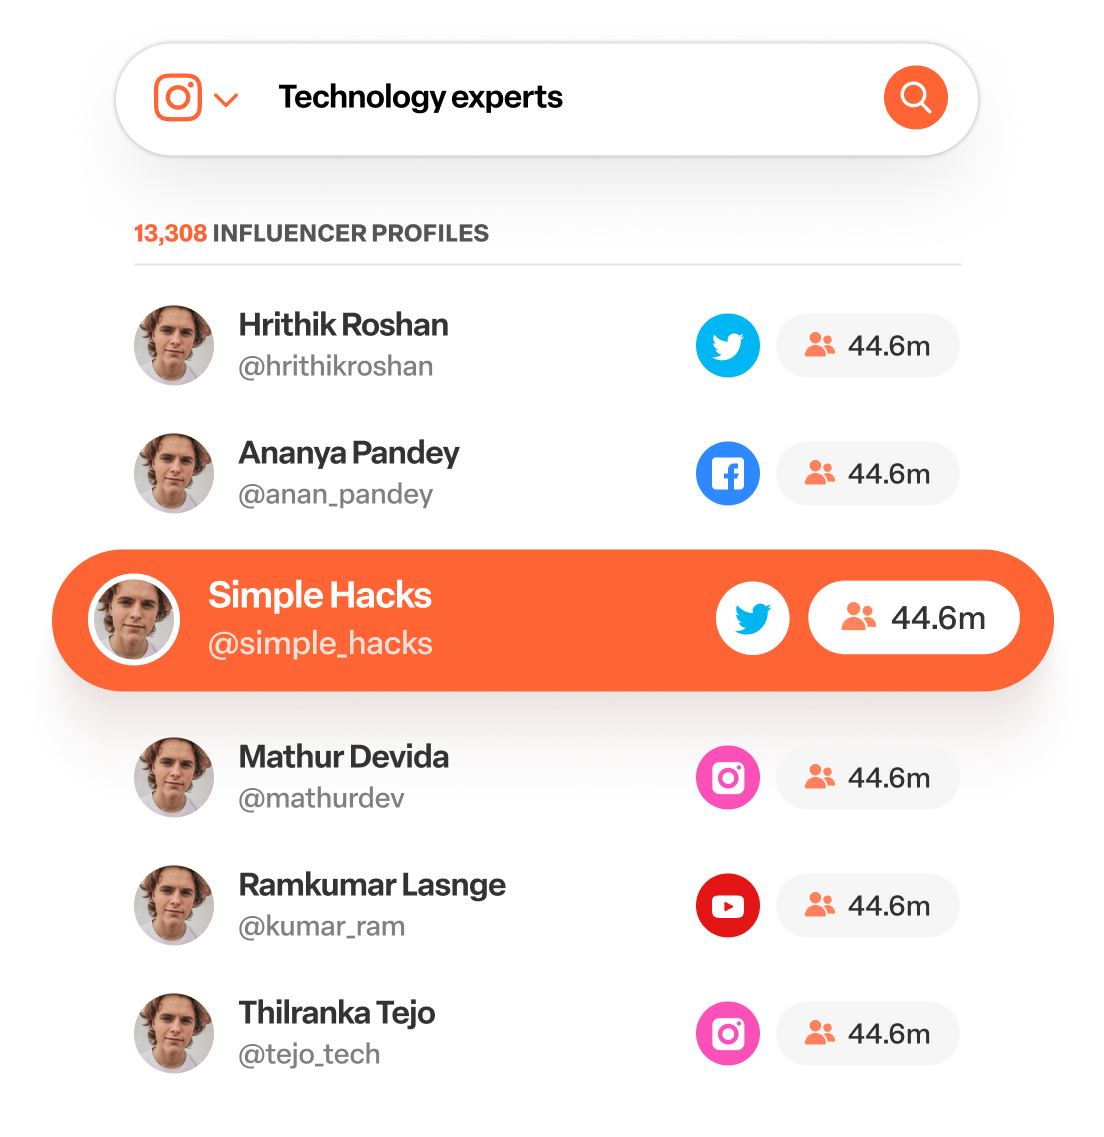 Technology experts
13,308 INFLUENCER PROFILES
Hrithik Roshan
@hrithikroshan
44.6m
Ananya Pandey
@anan_pandey
44.6m
Simple Hacks
@simple_hacks
44.6m
Mathur Devida
@mathurdev
44.6m
Ramkumar Lasnge
@kumar_ram
44.6m
Thilranka Tejo
@tejo_tech
44.6m